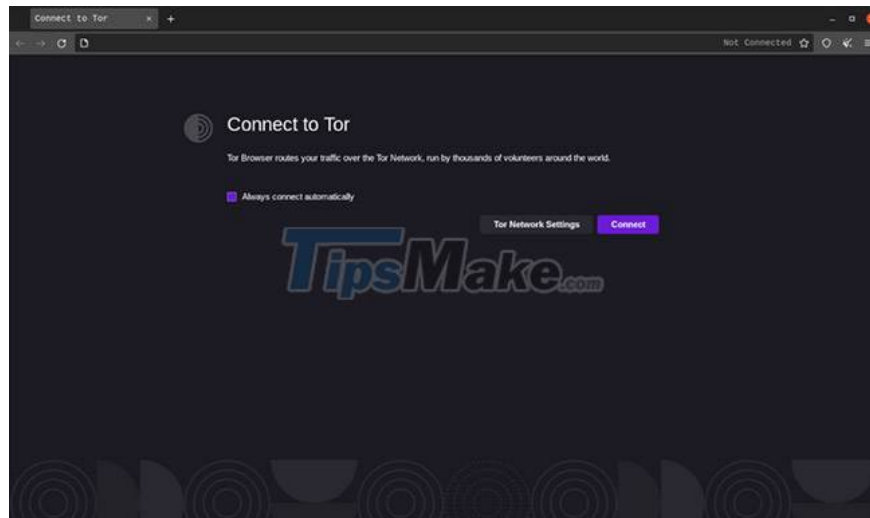 Connect to Tor
Not Connected
Connect to Tor
Tor Browser routes your traffic over the Tor Network, run by thousands of volunteers around the world.
Always connect automatically
Tor Network Settings Connect
TipsMake.com